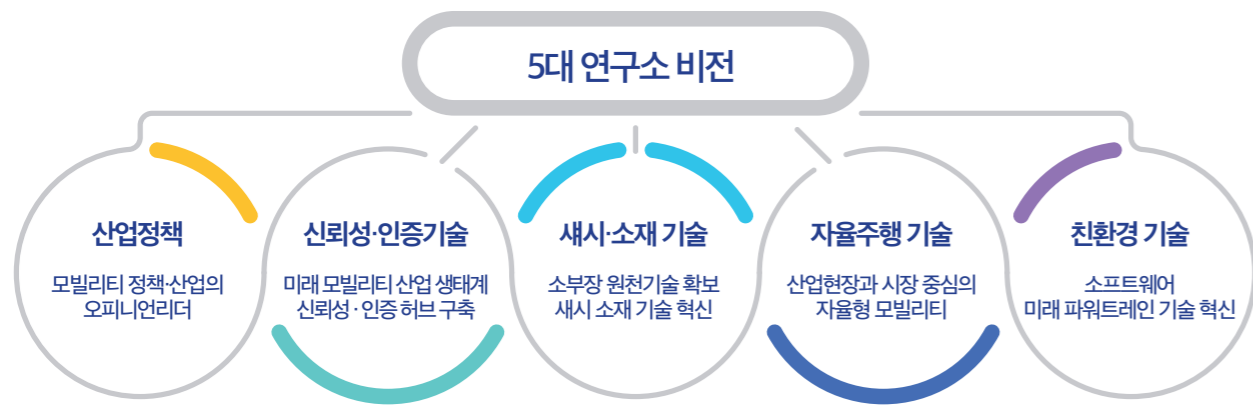 5대 연구소 비전
산업정책
모빌리티 정책·산업의
오피니언리더
신뢰성·인증기술
미래 모빌리티 산업 생태계
신뢰성·인증 허브 구축
섀시·소재 기술
소부장 원천기술 확보
섀시 소재 기술 혁신
자율주행 기술
산업현장과 시장 중심의
자율형 모빌리티
친환경 기술
소프트웨어
미래 파워트레인 기술 혁신